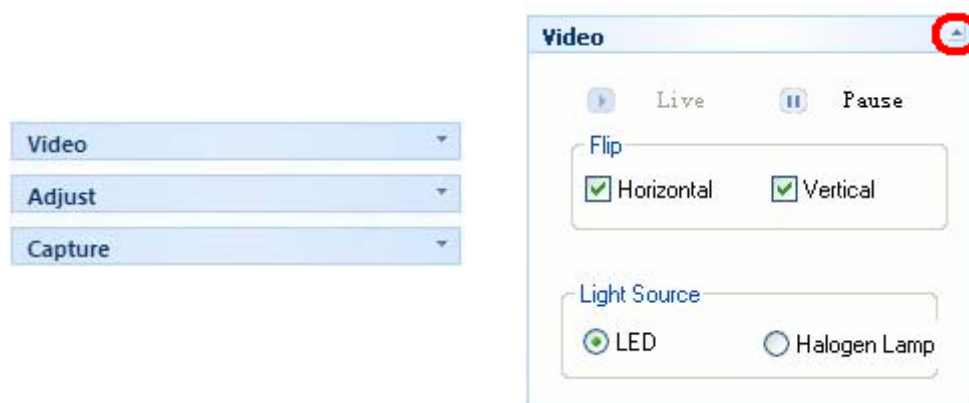 Video
Adjust
Capture
Video
Live Pause
Flip
Horizontal Vertical
Light Source
LED Halogen Lamp